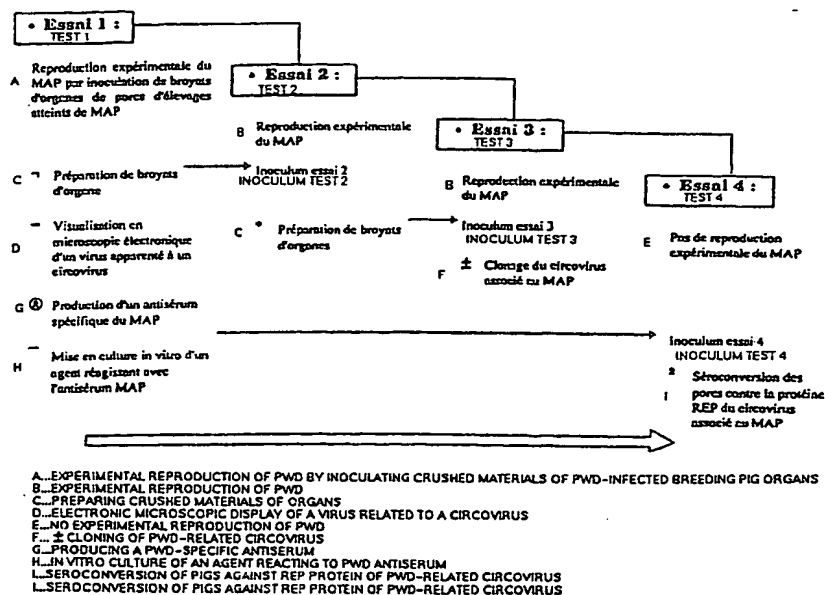 • Essai 1 :
TEST 1
A Reproduction expérimentale du
MAP par inoculation de broyats
d'organes de porcs d'élevages
atteints de MAP
• Essai 2 :
TEST 2
B Reproduction expérimentale
du MAP
• Essai 3 :
TEST 3
C Préparation de broyats
d'organe
Inoculum essai 2
INOCULUM TEST 2
B Reproduction expérimentale
du MAP
• Essai 4 :
TEST 4
D Visualisation en
microscopie électronique
d'un virus apparenté à un
circovirus
C • Préparation de broyats
d'organes
Inoculum essai 3
INOCULUM TEST 3
E Pas de reproduction
expérimentale du MAP
F ± Clonage du circovirus
associé au MAP
G Production d'un antisérum
spécifique du MAP
Inoculum essai 4
INOCULUM TEST 4
H Mise en culture in vitro d'un
agent réagissant avec
l'antisérum MAP
I 2 Séroconversion des
porcs contre la protéine
REP du circovirus
associé au MAP
A...EXPERIMENTAL REPRODUCTION OF PWD BY INOCULATING CRUSHED MATERIALS OF PWD-INFECTED BREEDING PIG ORGANS
B...EXPERIMENTAL REPRODUCTION OF PWD
C...PREPARING CRUSHED MATERIALS OF ORGANS
D...ELECTRONIC MICROSCOPIC DISPLAY OF A VIRUS RELATED TO A CIRCOVIRUS
E...NO EXPERIMENTAL REPRODUCTION OF PWD
F... ± CLONING OF PWD-RELATED CIRCOVIRUS
G...PRODUCING A PWD-SPECIFIC ANTISERUM
H...IN VITRO CULTURE OF AN AGENT REACTING TO PWD ANTISERUM
I...SEROCONVERSION OF PIGS AGAINST REP PROTEIN OF PWD-RELATED CIRCOVIRUS
I...SEROCONVERSION OF PIGS AGAINST REP PROTEIN OF PWD-RELATED CIRCOVIRUS